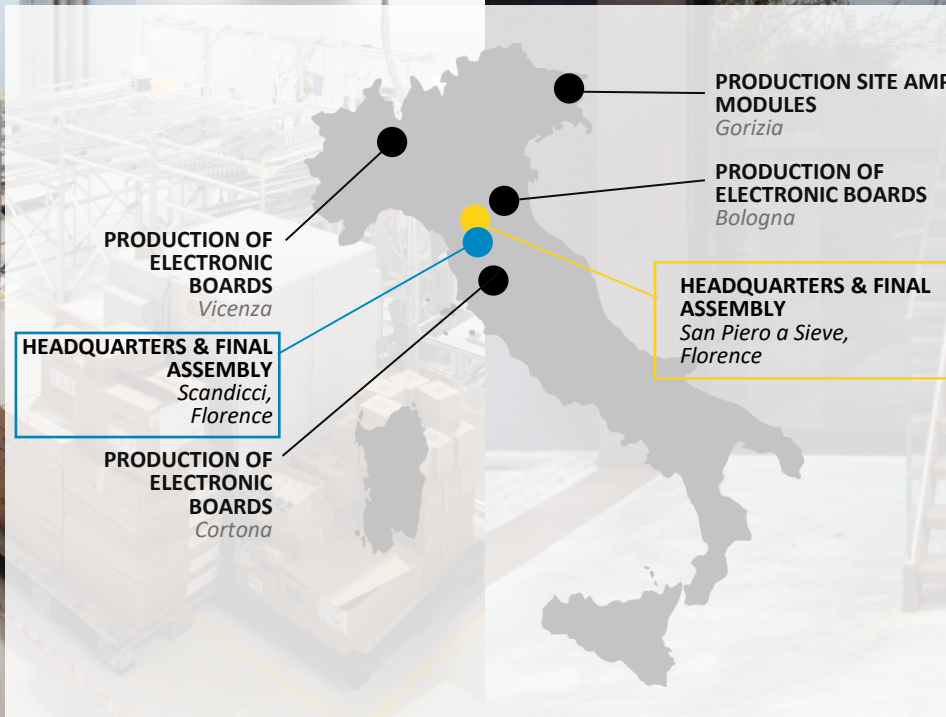 PRODUCTION SITE AMP
MODULES
Gorizia
PRODUCTION OF
ELECTRONIC BOARDS
Bologna
PRODUCTION OF
ELECTRONIC
BOARDS
Vicenza
HEADQUARTERS & FINAL
ASSEMBLY
San Piero a Sieve,
Florence
HEADQUARTERS & FINAL
ASSEMBLY
Scandicci,
Florence
PRODUCTION OF
ELECTRONIC
BOARDS
Cortona